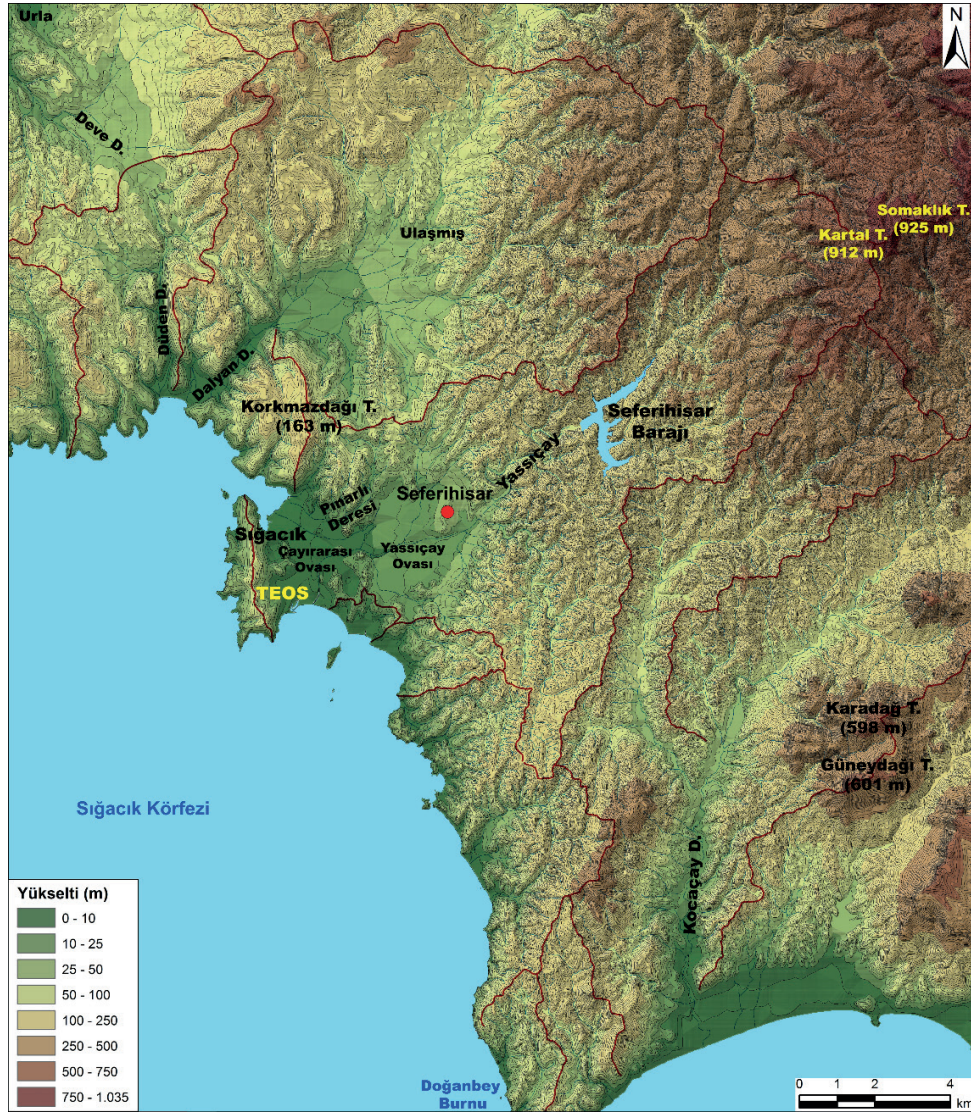 Urla
N
Deve D.
Somaklık T.
(925 m)
Kartal T.
(912 m)
Ulaşmış
Düden D.
Dalyan D.
Korkmazdağı T.
(163 m)
Seferihisar
Barajı
Yassıçay
Seferihisar
Pınarlı
Deresi
Sığacık
Çayırarası
Ovası
Yassıçay
Ovası
TEOS
Karadağ T.
(598 m)
Güneydağı T.
(601 m)
Sığacık Körfezi
Kocaçay D.
Yükselti (m)
0 - 10
10 - 25
25 - 50
50 - 100
100 - 250
250 - 500
500 - 750
750 - 1.035
Doğanbey
Burnu
0 1 2 4
km